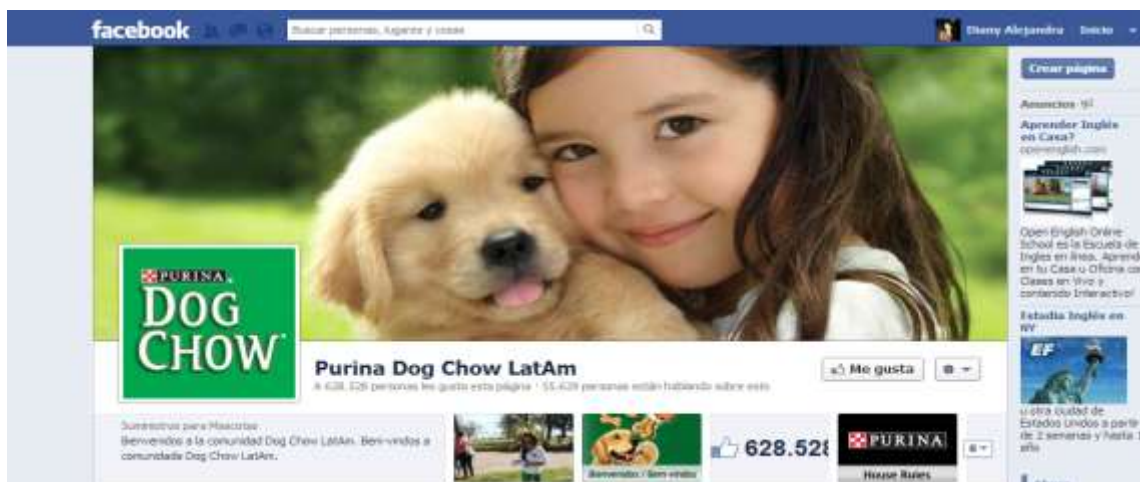 facebook
Buscar personas, lugares y cosas
Diany Alejandra Inicio
Crear página
Anuncios
Aprender Inglés
en Casa?
openenglish.com
Open English Online
School es la Escuela de
Ingles en línea. Aprende
en tu Casa u Oficina con
Clases en Vivo y
contenido Interactivo!
Estudia Inglés en
NY
EF
u otra ciudad de
Estados Unidos a partir
de 2 semanas y hasta 1
año
PURINA
DOG
CHOW
Purina Dog Chow LatAm
A 628.528 personas les gusta esta página · 55.629 personas están hablando sobre esto
Me gusta
Suministros para Mascotas
Bienvenidos a la comunidad Dog Chow LatAm. Bem-vindos a
comunidade Dog Chow LatAm.
Bienvenidos / Bem-vindos
628.528
PURINA
House Rules